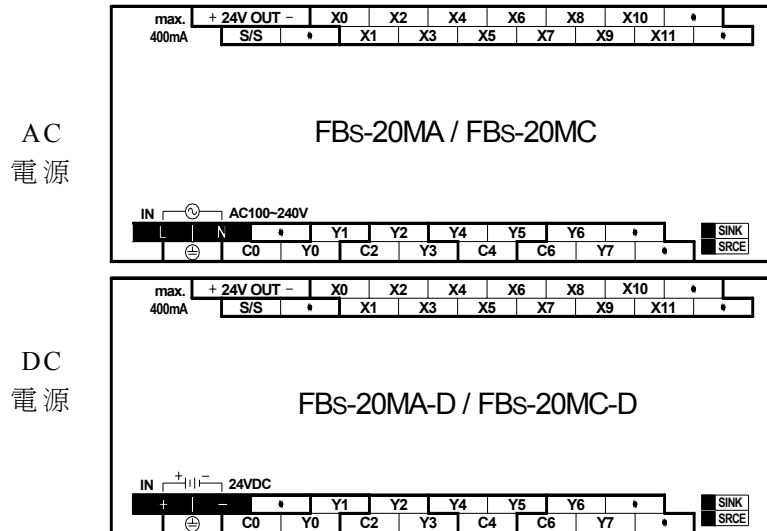 max. + 24V OUT − X0 X2 X4 X6 X8 X10
400mA S/S X1 X3 X5 X7 X9 X11
AC
電源
FBs-20MA / FBs-20MC
IN AC100~240V
L N Y1 Y2 Y4 Y5 Y6 SINK
C0 Y0 C2 Y3 C4 C6 Y7 SRCE
max. + 24V OUT − X0 X2 X4 X6 X8 X10
400mA S/S X1 X3 X5 X7 X9 X11
DC
電源
FBs-20MA-D / FBs-20MC-D
IN + − 24VDC
+ − Y1 Y2 Y4 Y5 Y6 SINK
C0 Y0 C2 Y3 C4 C6 Y7 SRCE